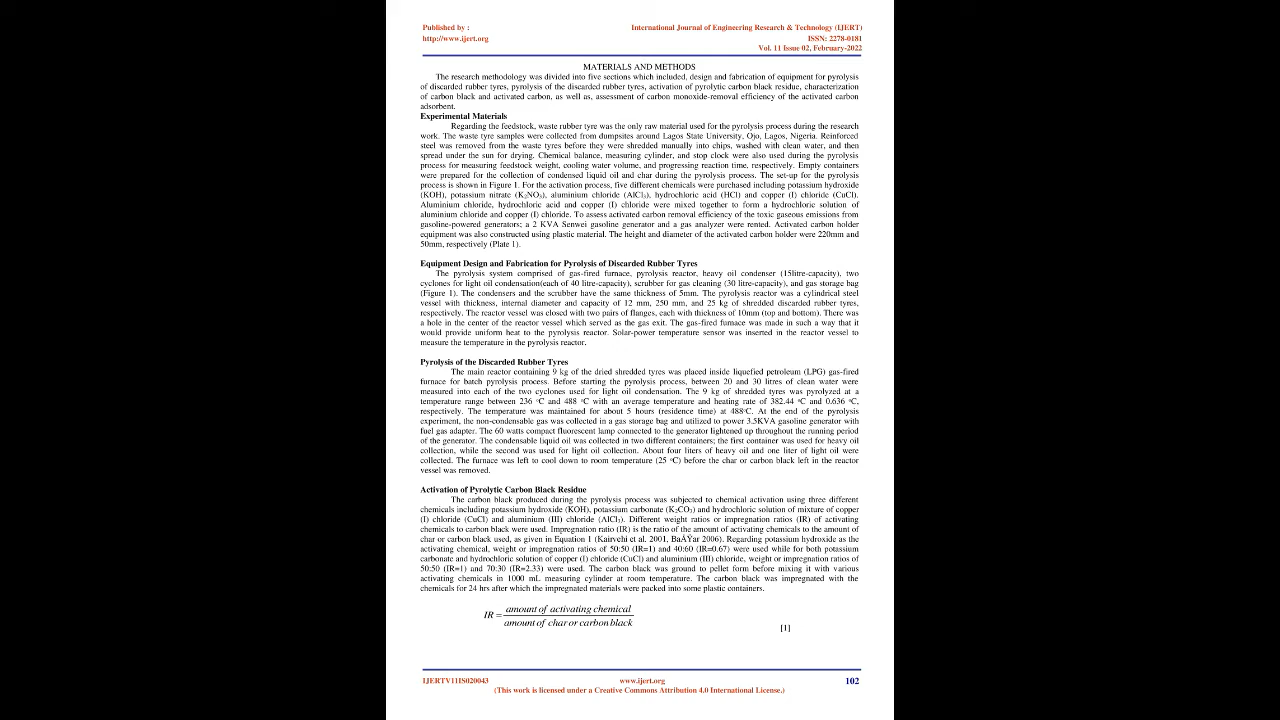 Published by :
International Journal of Engineering Research & Technology (IJERT)
http://www.ijert.org
ISSN: 2278-0181
Vol. 11 Issue 02, February-2022
MATERIALS AND METHODS
The research methodology was divided into five sections which included, design and fabrication of equipment for pyrolysis
of discarded rubber tyres, pyrolysis of the discarded rubber tyres, activation of pyrolytic carbon black residue, characterization
of carbon black and activated carbon, as well as, assessment of carbon monoxide-removal efficiency of the activated carbon
adsorbent.
Experimental Materials
Regarding the feedstock, waste rubber tyre was the only raw material used for the pyrolysis process during the research
work. The waste tyre samples were collected from dumpsites around Lagos State University, Ojo, Lagos, Nigeria. Reinforced
steel was removed from the waste tyres before they were shredded manually into chips, washed with clean water, and then
spread under the sun for drying. Chemical balance, measuring cylinder, and stop clock were also used during the pyrolysis
process for measuring feedstock weight, cooling water volume, and progressing reaction time, respectively. Empty containers
were prepared for the collection of condensed liquid oil and char during the pyrolysis process. The set-up for the pyrolysis
process is shown in Figure 1. For the activation process, five different chemicals were purchased including potassium hydroxide
(KOH), potassium nitrate (K₂NO₃), aluminium chloride (AlCl₃), hydrochloric acid (HCl) and copper (I) chloride (CuCl).
Aluminium chloride, hydrochloric acid and copper (I) chloride were mixed together to form a hydrochloric solution of
aluminium chloride and copper (I) chloride. To assess activated carbon removal efficiency of the toxic gaseous emissions from
gasoline-powered generators; a 2 KVA Senwei gasoline generator and a gas analyzer were rented. Activated carbon holder
equipment was also constructed using plastic material. The height and diameter of the activated carbon holder were 220mm and
50mm, respectively (Plate 1).
Equipment Design and Fabrication for Pyrolysis of Discarded Rubber Tyres
The pyrolysis system comprised of gas-fired furnace, pyrolysis reactor, heavy oil condenser (15litre-capacity), two
cyclones for light oil condensation(each of 40 litre-capacity), scrubber for gas cleaning (30 litre-capacity), and gas storage bag
(Figure 1). The condensers and the scrubber have the same thickness of 5mm. The pyrolysis reactor was a cylindrical steel
vessel with thickness, internal diameter and capacity of 12 mm, 250 mm, and 25 kg of shredded discarded rubber tyres,
respectively. The reactor vessel was closed with two pairs of flanges, each with thickness of 10mm (top and bottom). There was
a hole in the center of the reactor vessel which served as the gas exit. The gas-fired furnace was made in such a way that it
would provide uniform heat to the pyrolysis reactor. Solar-power temperature sensor was inserted in the reactor vessel to
measure the temperature in the pyrolysis reactor.
Pyrolysis of the Discarded Rubber Tyres
The main reactor containing 9 kg of the dried shredded tyres was placed inside liquefied petroleum (LPG) gas-fired
furnace for batch pyrolysis process. Before starting the pyrolysis process, between 20 and 30 litres of clean water were
measured into each of the two cyclones used for light oil condensation. The 9 kg of shredded tyres was pyrolyzed at a
temperature range between 236 °C and 488 °C with an average temperature and heating rate of 382.44 °C and 0.636 °C,
respectively. The temperature was maintained for about 5 hours (residence time) at 488°C. At the end of the pyrolysis
experiment, the non-condensable gas was collected in a gas storage bag and utilized to power 3.5KVA gasoline generator with
fuel gas adapter. The 60 watts compact fluorescent lamp connected to the generator lightened up throughout the running period
of the generator. The condensable liquid oil was collected in two different containers; the first container was used for heavy oil
collection, while the second was used for light oil collection. About four liters of heavy oil and one liter of light oil were
collected. The furnace was left to cool down to room temperature (25 °C) before the char or carbon black left in the reactor
vessel was removed.
Activation of Pyrolytic Carbon Black Residue
The carbon black produced during the pyrolysis process was subjected to chemical activation using three different
chemicals including potassium hydroxide (KOH), potassium carbonate (K₂CO₃) and hydrochloric solution of mixture of copper
(I) chloride (CuCl) and aluminium (III) chloride (AlCl₃). Different weight ratios or impregnation ratios (IR) of activating
chemicals to carbon black were used. Impregnation ratio (IR) is the ratio of the amount of activating chemicals to the amount of
char or carbon black used, as given in Equation 1 (Kairvehi et al. 2001, BaÅŸar 2006). Regarding potassium hydroxide as the
activating chemical, weight or impregnation ratios of 50:50 (IR=1) and 40:60 (IR=0.67) were used while for both potassium
carbonate and hydrochloric solution of copper (I) chloride (CuCl) and aluminium (III) chloride, weight or impregnation ratios of
50:50 (IR=1) and 70:30 (IR=2.33) were used. The carbon black was ground to pellet form before mixing it with various
activating chemicals in 1000 mL measuring cylinder at room temperature. The carbon black was impregnated with the
chemicals for 24 hrs after which the impregnated materials were packed into some plastic containers.
IR = amount of activating chemical / amount of char or carbon black
[1]
IJERTV11IS020043
www.ijert.org
102
(This work is licensed under a Creative Commons Attribution 4.0 International License.)